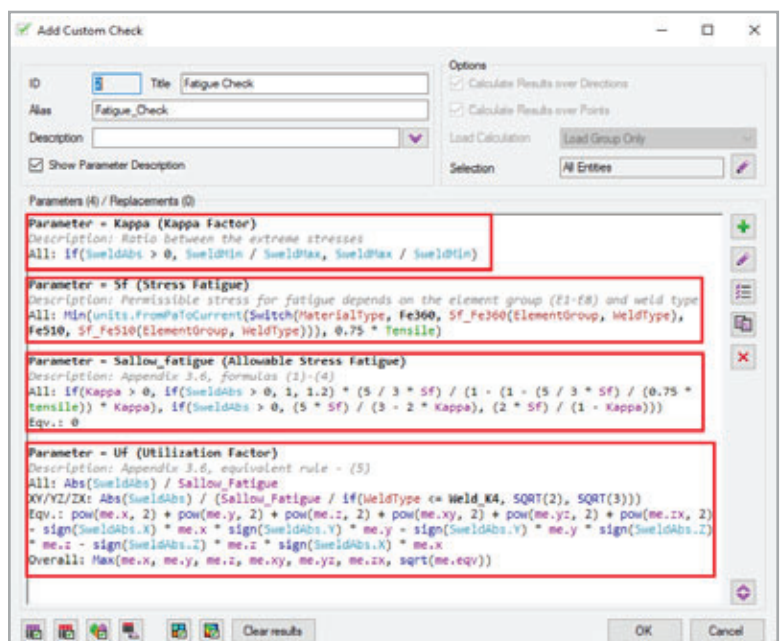 Add Custom Check
ID
Title Fatigue Check
Alias Fatigue_Check
Description
Show Parameter Description
Options
Calculate Results over Directions
Calculate Results over Points
Load Calculation Load Group Only
Selection All Entities
Parameters (4) / Replacements (0)
Parameter = Kappa (Kappa Factor)
Description: Ratio between the extreme stresses
All: if(SweldAbs > 0, SweldMin / SweldMax, SweldMax / SweldMin)
Parameter = Sf (Stress Fatigue)
Description: Permissible stress for fatigue depends on the element group (E1-E8) and weld type
All: Min(units.FromPaToCurrent(Switch(MaterialType, Fe360, Sf_Fe360(ElementGroup, WeldType),
Fe510, Sf_Fe510(ElementGroup, WeldType))), 0.75 * Tensile)
Parameter = Sallow_fatigue (Allowable Stress Fatigue)
Description: Appendix 3.6, formulas (1)-(4)
All: if(Kappa > 0, if(SweldAbs > 0, 1, 1.2) * (5 / 3 * Sf) / (1 - (1 - (5 / 3 * Sf) / (0.75 *
tensile)) * Kappa), if(SweldAbs > 0, (5 * Sf) / (3 - 2 * Kappa), (2 * Sf) / (1 - Kappa)))
Eqv.: 0
Parameter = Uf (Utilization Factor)
Description: Appendix 3.6, equivalent rule - (5)
All: Abs(SweldAbs) / Sallow_Fatigue
XY/YZ/ZX: Abs(SweldAbs) / (Sallow_Fatigue / if(WeldType <= Weld_K4, SQRT(2), SQRT(3)))
Eqv.: pow(me.x, 2) + pow(me.y, 2) + pow(me.z, 2) + pow(me.xy, 2) + pow(me.yz, 2) + pow(me.zx, 2)
- sign(SweldAbs.X) * me.x * sign(SweldAbs.Y) * me.y - sign(SweldAbs.Y) * me.y * sign(SweldAbs.Z)
* me.z - sign(SweldAbs.Z) * me.z * sign(SweldAbs.X) * me.x
Overall: Max(me.x, me.y, me.z, me.xy, me.yz, me.zx, sqrt(me.eqv))
Clear results
OK
Cancel